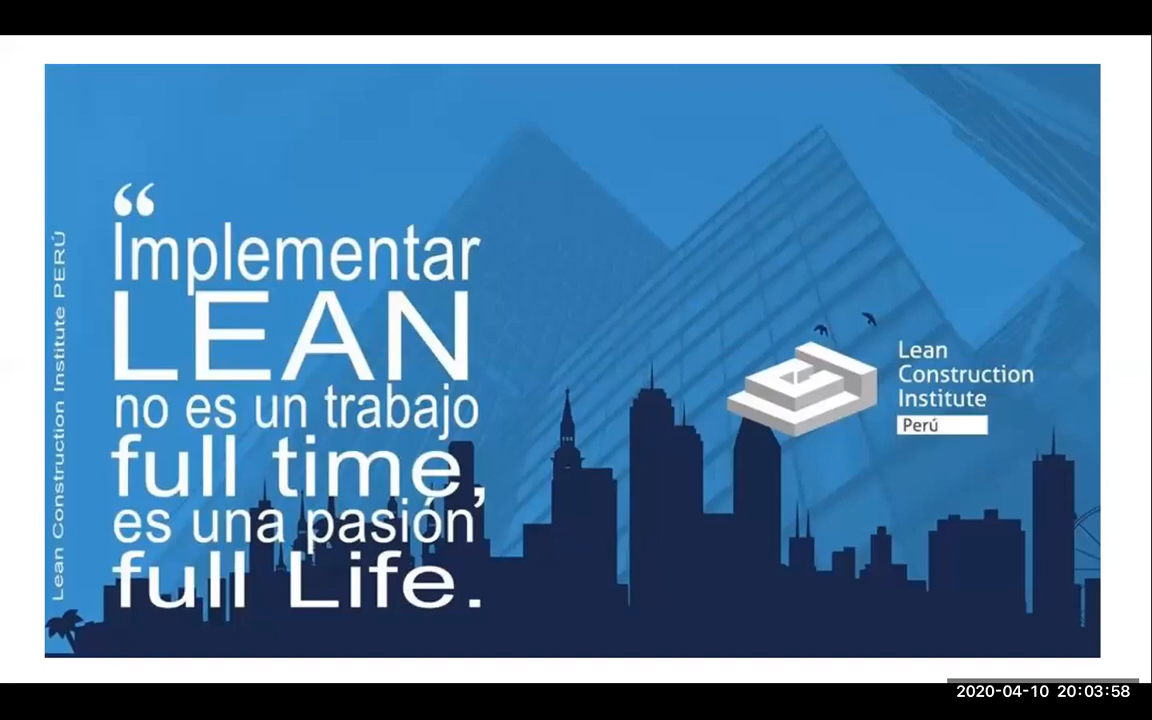 Lean Construction Institute PERÚ
“
Implementar
LEAN
no es un trabajo
full time,
es una pasión
full Life.
Lean
Construction
Institute
Perú
2020-04-10 20:03:58